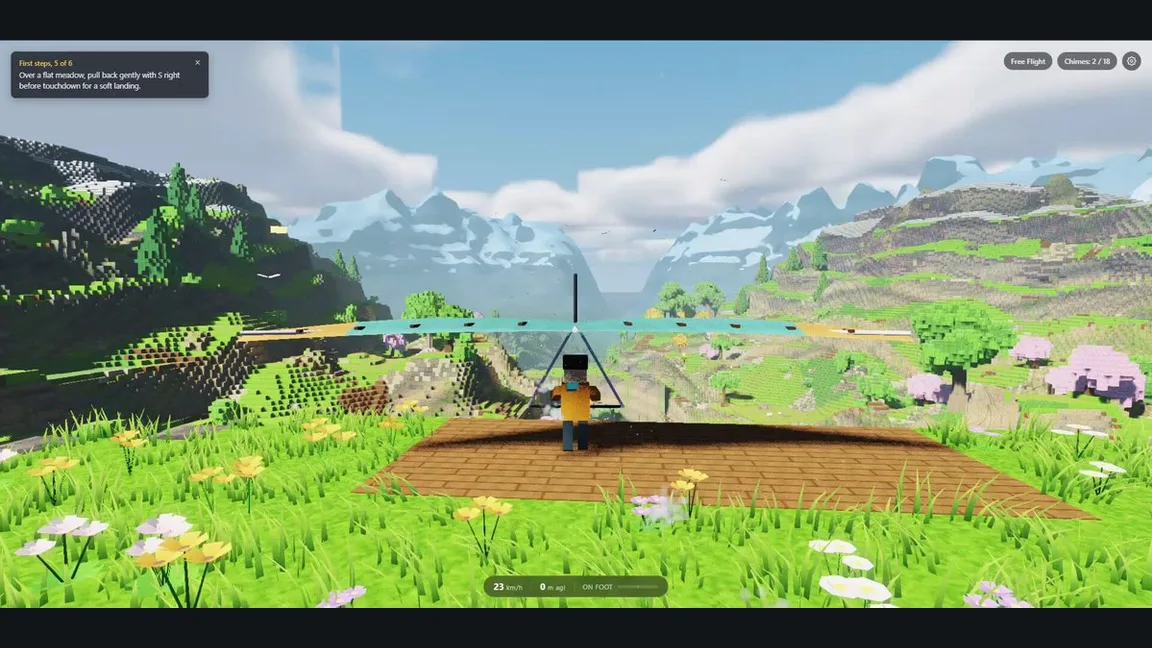 First steps, 5 of 6
Over a flat meadow, pull back gently with S right
before touchdown for a soft landing.
Free Flight
Chimes: 2 / 18
23 km/h
0 m agl
ON FOOT